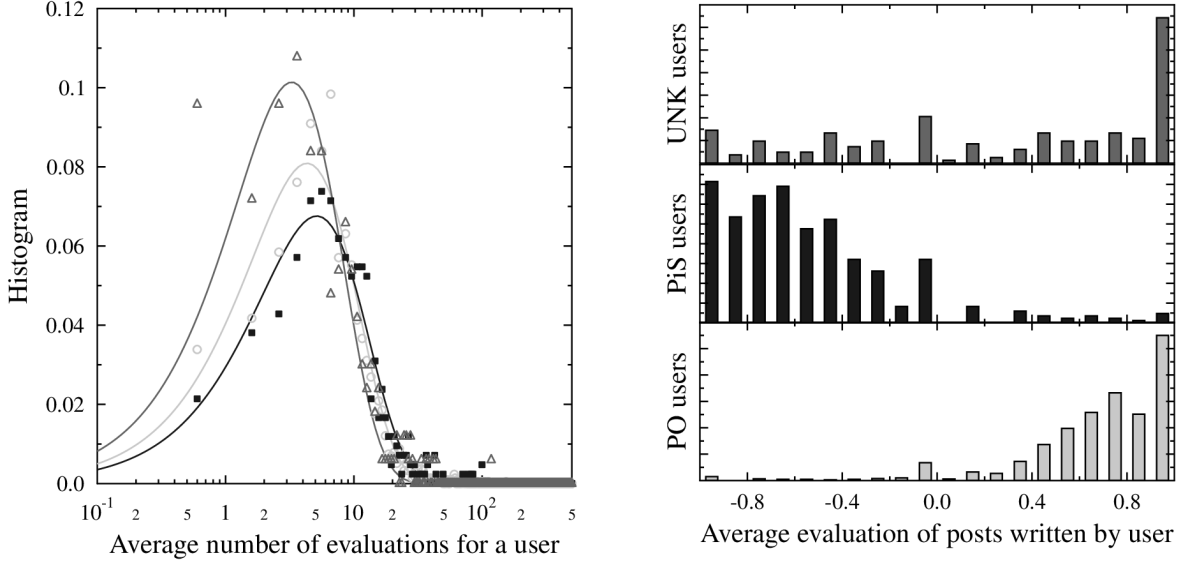 0.12
0.1
0.08
0.06
0.04
0.02
0.0
Histogram
10-1 2 5 1 2 5 10 2 5 102 2 5
Average number of evaluations for a user
UNK users
PiS users
PO users
-0.8 -0.4 0.0 0.4 0.8
Average evaluation of posts written by user